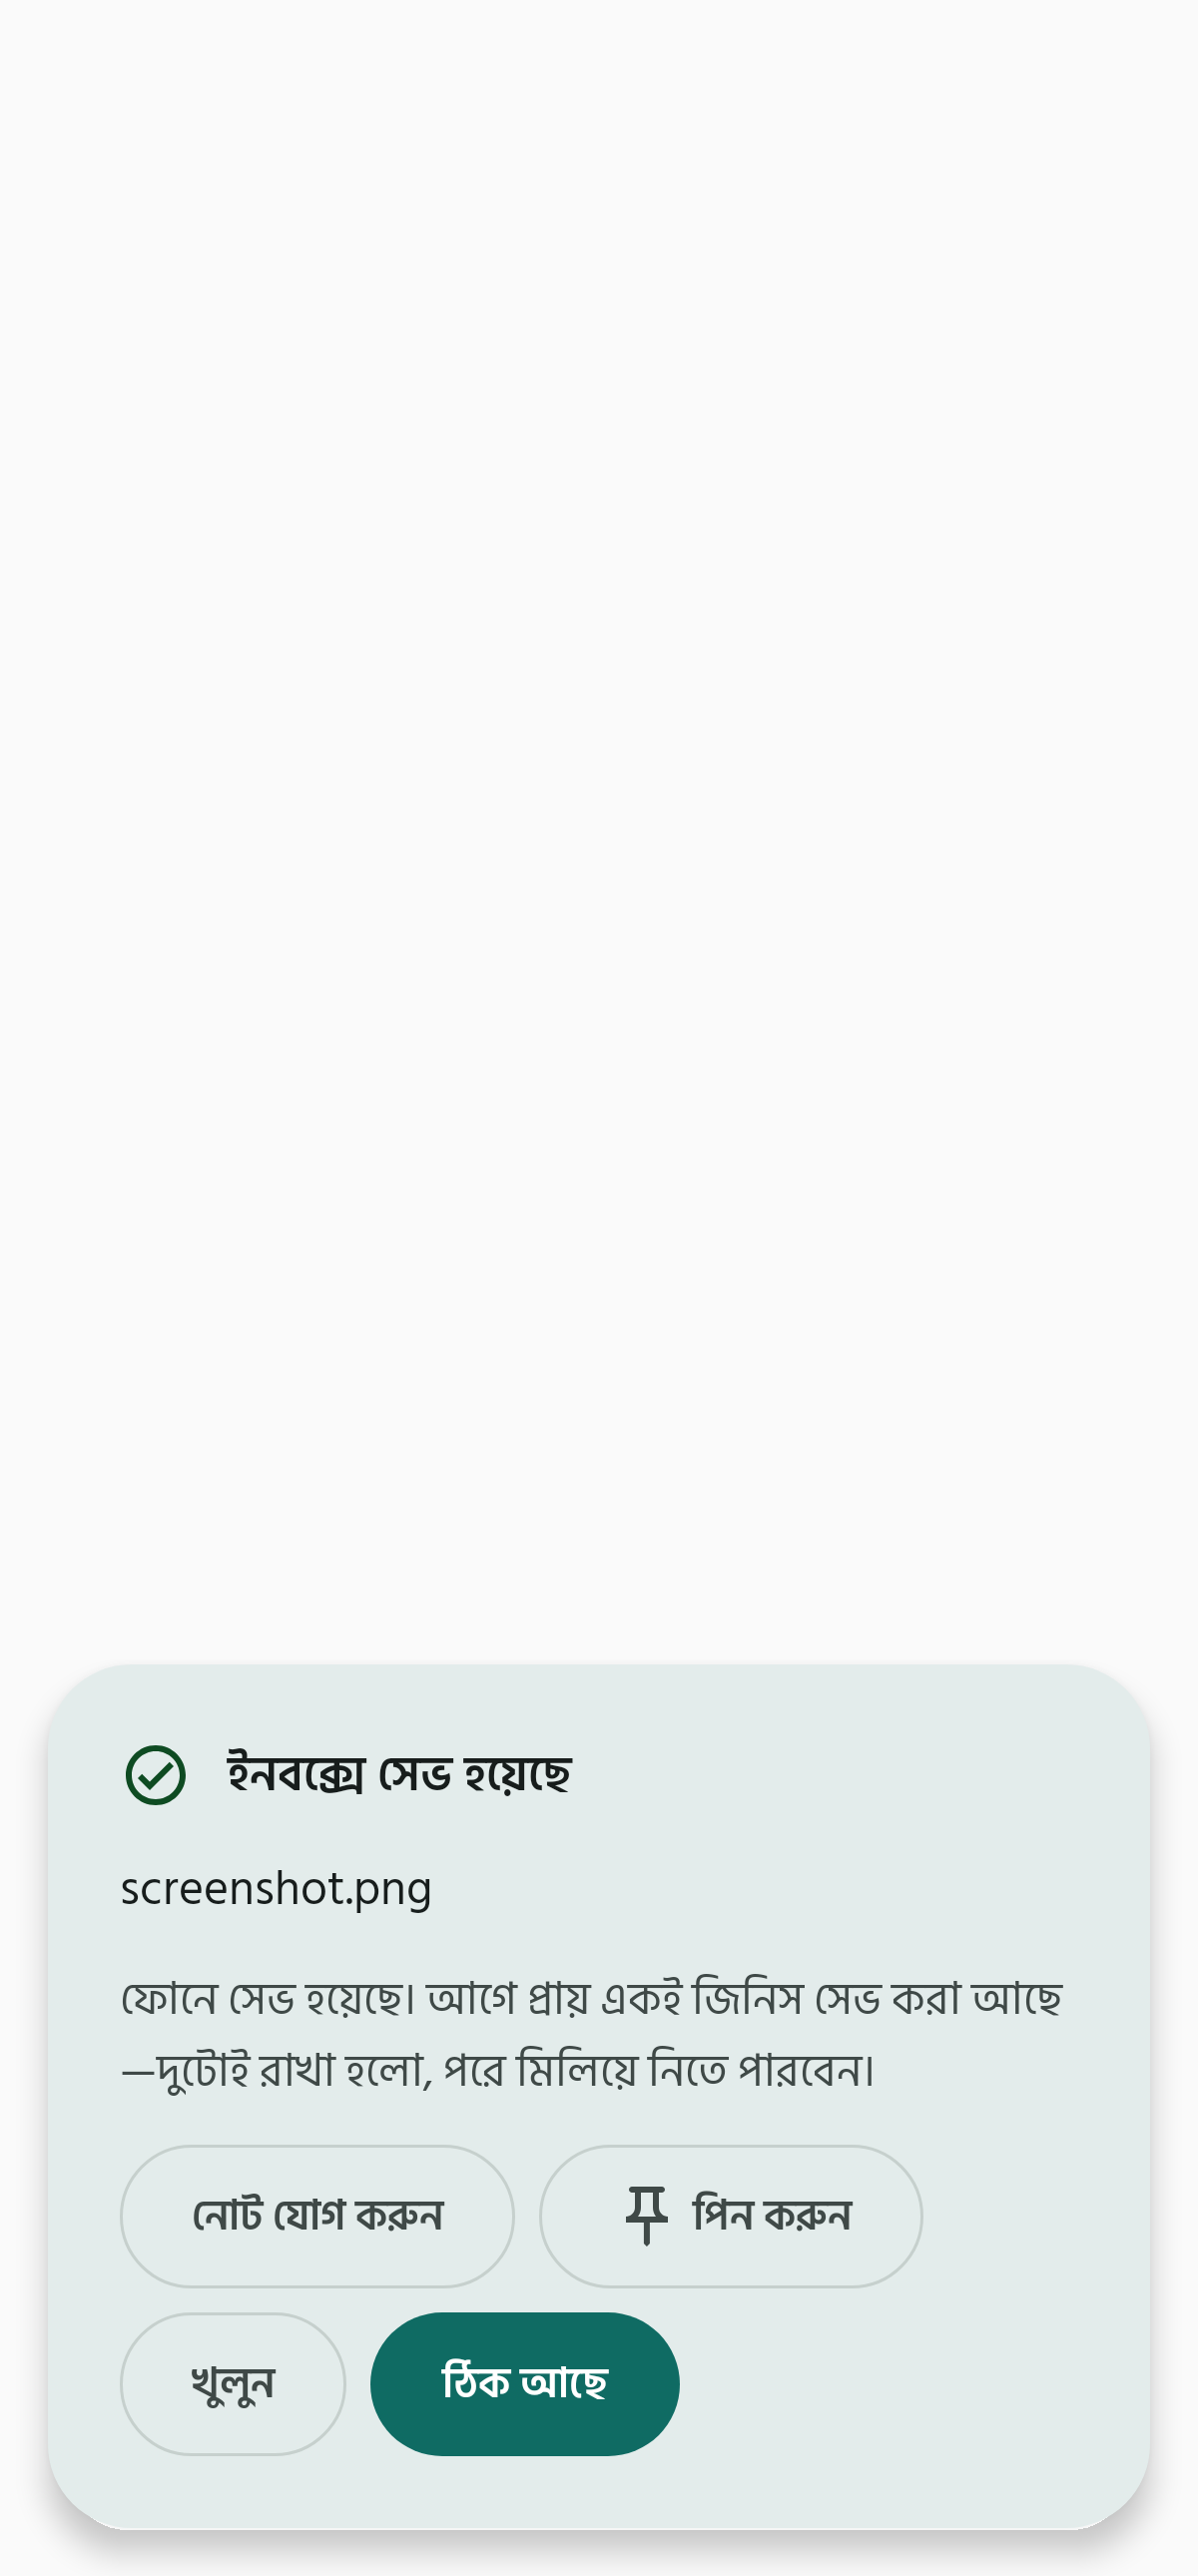 ইনবক্সে সেভ হয়েছে
screenshot.png
ফোনে সেভ হয়েছে। আগে প্রায় একই জিনিস সেভ করা আছে
—দুটোই রাখা হলো, পরে মিলিয়ে নিতে পারবেন।
নোট যোগ করুন
পিন করুন
খুলুন
ঠিক আছে